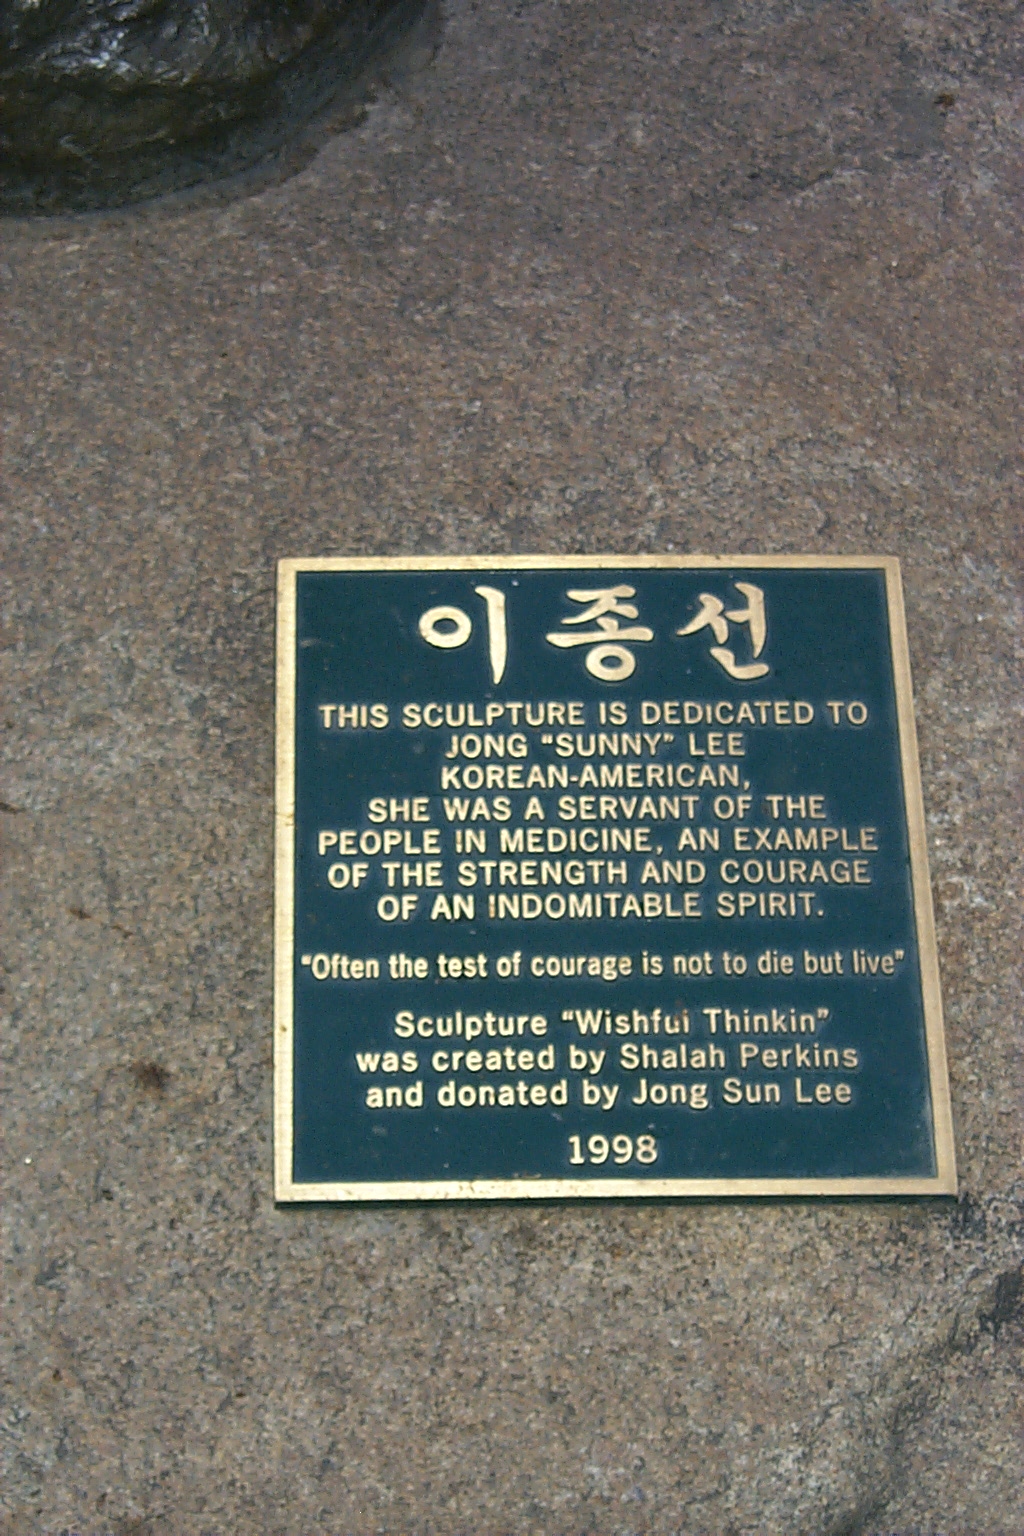 이종선
THIS SCULPTURE IS DEDICATED TO
JONG "SUNNY" LEE
KOREAN-AMERICAN,
SHE WAS A SERVANT OF THE
PEOPLE IN MEDICINE, AN EXAMPLE
OF THE STRENGTH AND COURAGE
OF AN INDOMITABLE SPIRIT.
"Often the test of courage is not to die but live"
Sculpture "Wishful Thinkin"
was created by Shalah Perkins
and donated by Jong Sun Lee
1998